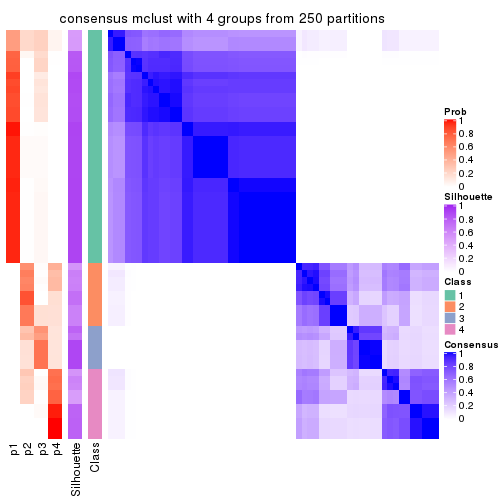 consensus mclust with 4 groups from 250 partitions
Prob
1
0.8
0.6
0.4
0.2
0
Silhouette
1
0.8
0.6
0.4
0.2
0
Class
1
2
3
4
Consensus
1
0.8
0.6
0.4
0.2
0
p1
p2
p3
p4
Silhouette
Class